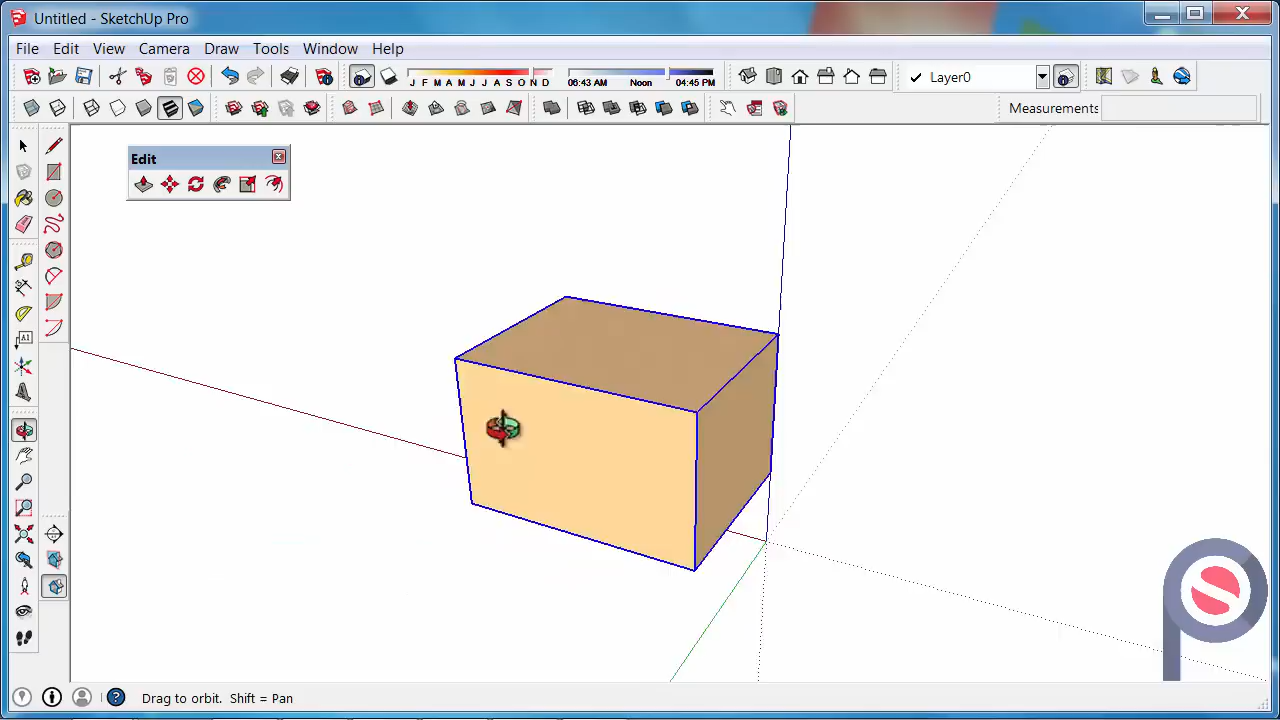 Untitled - SketchUp Pro
File Edit View Camera Draw Tools Window Help
J F M A M J J A S O N D 06:43 AM Noon 04:45 PM Layer0
Measurements
Edit
A1
Drag to orbit. Shift = Pan